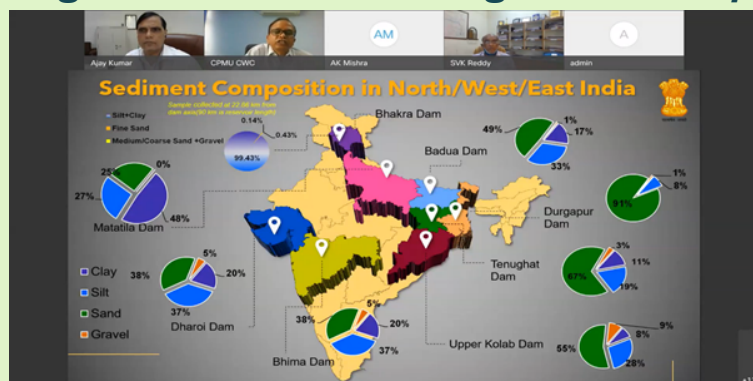 Ajay Kumar
CPMU CWC
AM
AK Mishra
SVK Reddy
A
admin
Sediment Composition in North/West/East India
Silt+Clay
Fine Sand
Medium/Coarse Sand +Gravel
Sample collected at 22.86 km from
dam axis(90 km in reservoir length)
0.14%
0.43%
99.43%
Bhakra Dam
Badua Dam
49%
1%
17%
33%
25%
0%
27%
48%
Matatila Dam
1%
8%
91%
Durgapur
Dam
Tenughat
Dam
3%
11%
19%
67%
Clay
Silt
Sand
Gravel
38%
5%
20%
37%
Dharoi Dam
38%
5%
20%
37%
Bhima Dam
Upper Kolab Dam
55%
9%
8%
28%